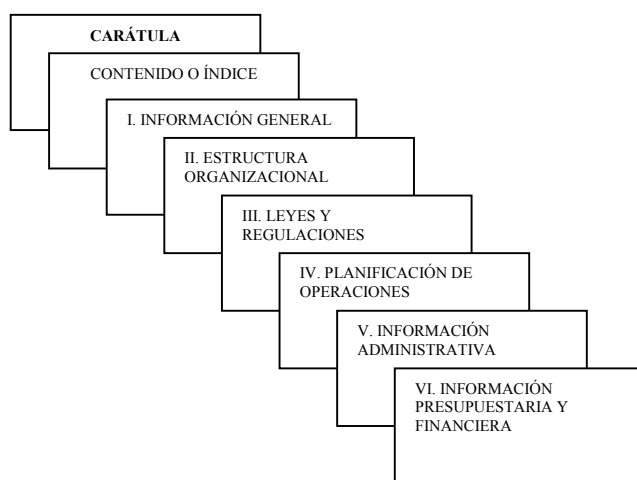 CARÁTULA
CONTENIDO O ÍNDICE
I. INFORMACIÓN GENERAL
II. ESTRUCTURA
ORGANIZACIONAL
III. LEYES Y
REGULACIONES
IV. PLANIFICACIÓN DE
OPERACIONES
V. INFORMACIÓN
ADMINISTRATIVA
VI. INFORMACIÓN
PRESUPUESTARIA Y
FINANCIERA